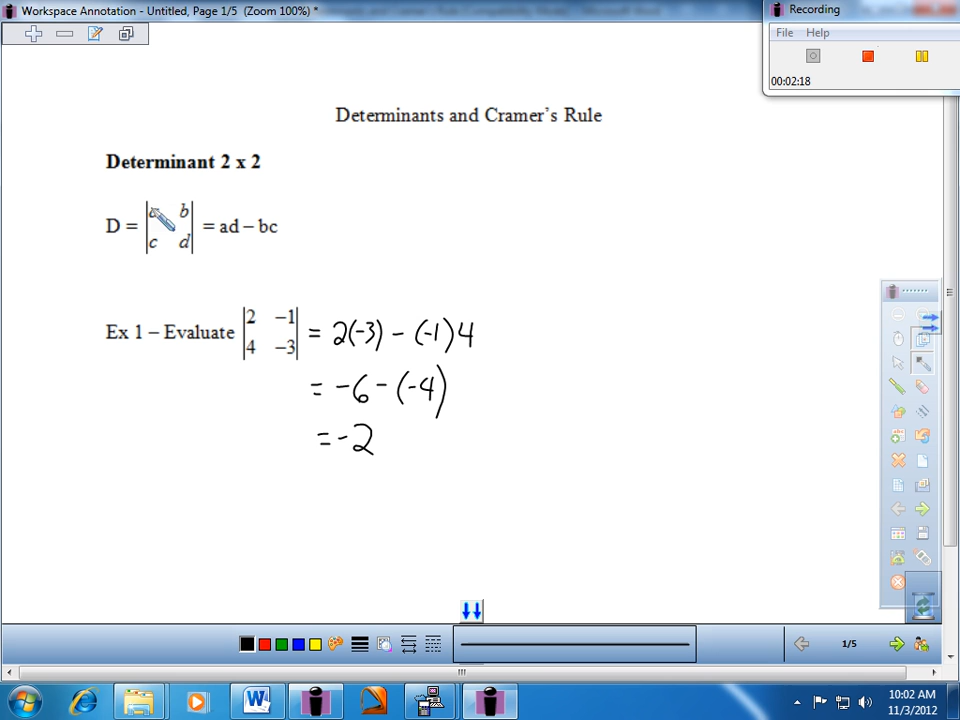 Workspace Annotation - Untitled, Page 1/5 (Zoom 100%) *
Recording
File Help
00:02:18
Determinants and Cramer's Rule
Determinant 2 x 2
D = | a b | = ad – bc
c d
Ex 1 – Evaluate | 2 −1 | = 2(-3) - (-1)4
4 −3
= -6 - (-4)
= -2
1/5
10:02 AM
11/3/2012